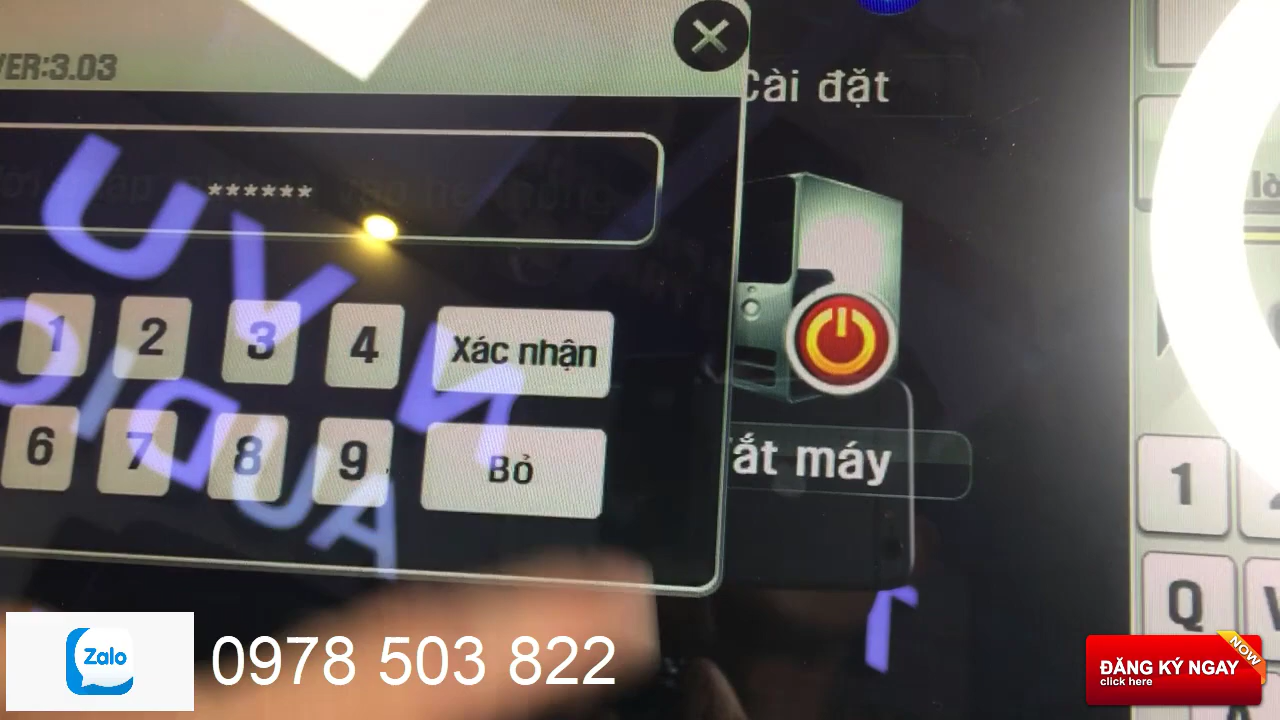 VER:3.03
Cài đặt
******
1 2 3 4 Xác nhận
6 7 8 9 Bỏ
Tắt máy
1
Q
Zalo
0978 503 822
ĐĂNG KÝ NGAY
click here
NOW